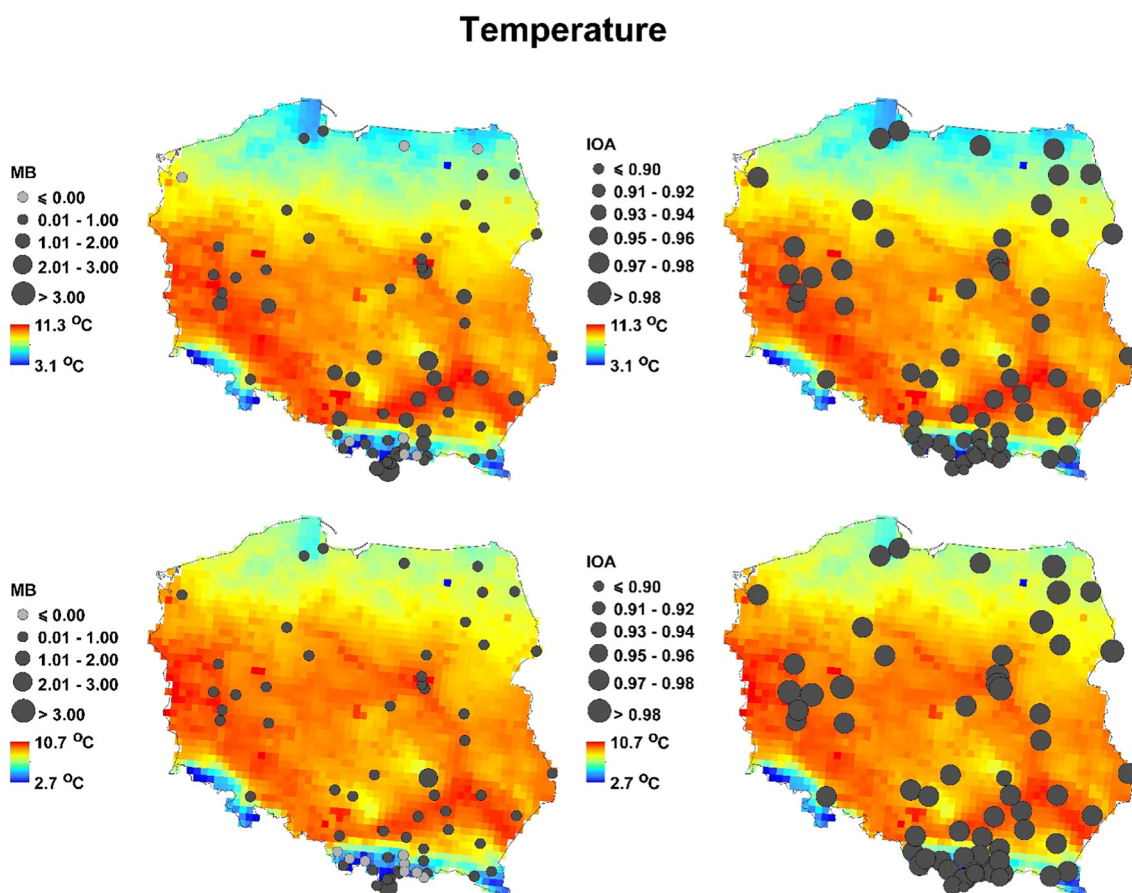 Temperature
MB
≤ 0.00
0.01 - 1.00
1.01 - 2.00
2.01 - 3.00
> 3.00
11.3 °C
3.1 °C
IOA
≤ 0.90
0.91 - 0.92
0.93 - 0.94
0.95 - 0.96
0.97 - 0.98
> 0.98
11.3 °C
3.1 °C
MB
≤ 0.00
0.01 - 1.00
1.01 - 2.00
2.01 - 3.00
> 3.00
10.7 °C
2.7 °C
IOA
≤ 0.90
0.91 - 0.92
0.93 - 0.94
0.95 - 0.96
0.97 - 0.98
> 0.98
10.7 °C
2.7 °C